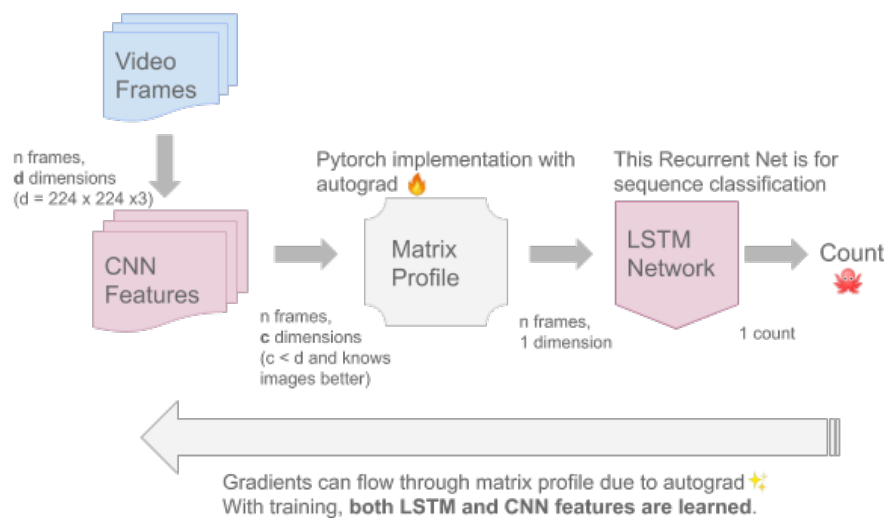 Video
Frames
n frames,
d dimensions
(d = 224 x 224 x3)
Pytorch implementation with
autograd 🔥
This Recurrent Net is for
sequence classification
CNN
Features
Matrix
Profile
LSTM
Network
Count
🐙
n frames,
c dimensions
(c < d and knows
images better)
n frames,
1 dimension
1 count
Gradients can flow through matrix profile due to autograd✨
With training, both LSTM and CNN features are learned.